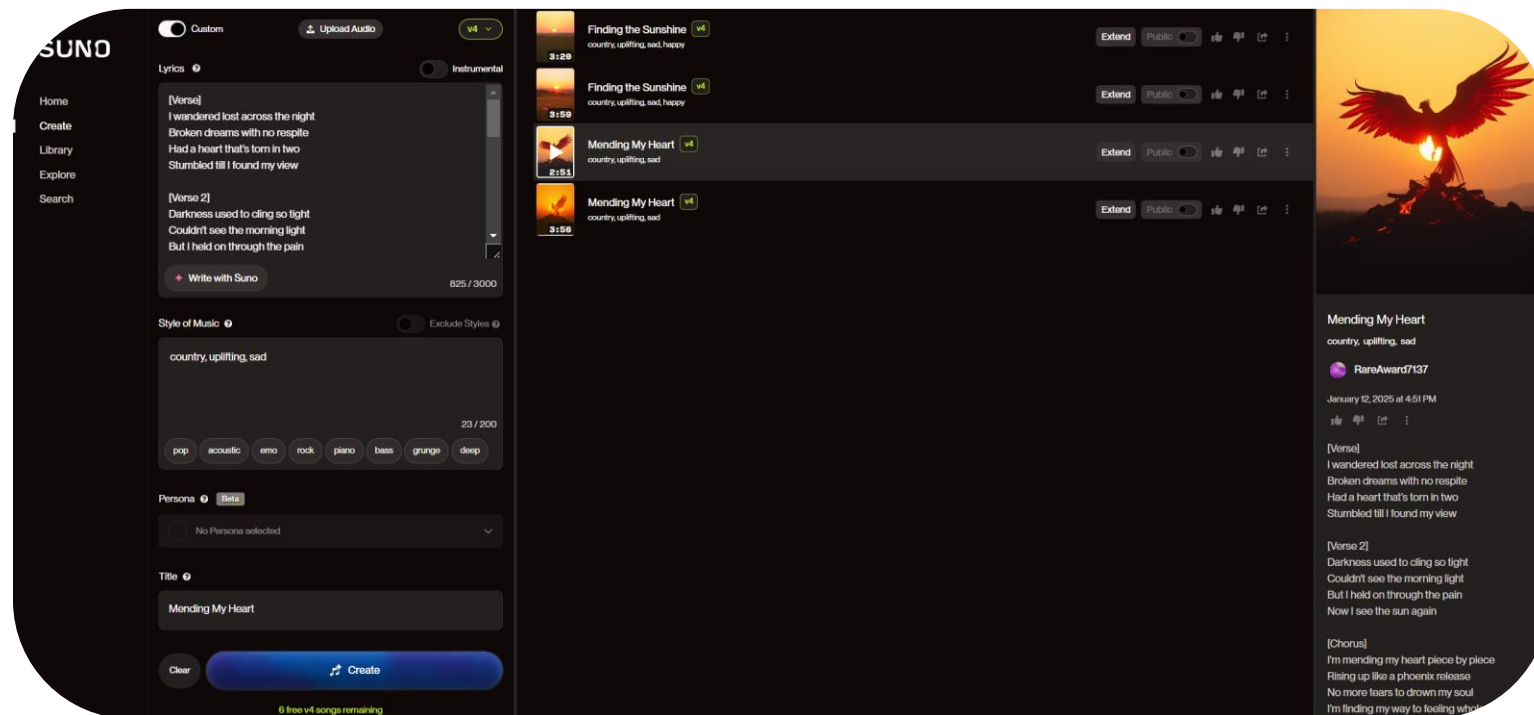 SUNO
Home
Create
Library
Explore
Search
Custom
Upload Audio
v4
Lyrics
Instrumental
[Verse]
I wandered lost across the night
Broken dreams with no respite
Had a heart that's torn in two
Stumbled till I found my view
[Verse 2]
Darkness used to cling so tight
Couldn't see the morning light
But I held on through the pain
Write with Suno
825 / 3000
Style of Music
Exclude Styles
country, uplifting, sad
23 / 200
pop acoustic emo rock piano bass grunge deep
Persona Beta
No Persona selected
Title
Mending My Heart
Clear
Create
6 free v4 songs remaining
Finding the Sunshine v4
country, uplifting, sad, happy
3:20
Extend Public
Finding the Sunshine v4
country, uplifting, sad, happy
3:59
Extend Public
Mending My Heart v4
country, uplifting, sad
2:51
Extend Public
Mending My Heart v4
country, uplifting, sad
3:56
Extend Public
Mending My Heart
country, uplifting, sad
RareAward7137
January 12, 2025 at 4:51 PM
[Verse]
I wandered lost across the night
Broken dreams with no respite
Had a heart that's torn in two
Stumbled till I found my view
[Verse 2]
Darkness used to cling so tight
Couldn't see the morning light
But I held on through the pain
Now I see the sun again
[Chorus]
I'm mending my heart piece by piece
Rising up like a phoenix release
No more tears to drown my soul
I'm finding my way to feeling whole